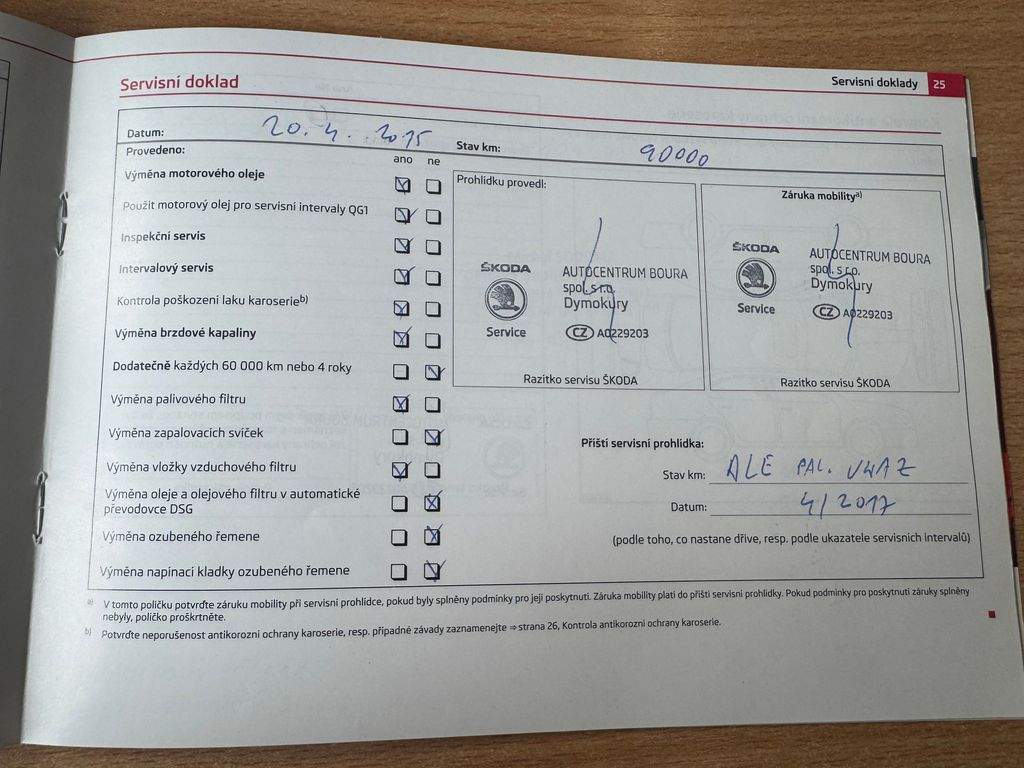 Servisní doklad
Servisní doklady 25
Datum: 20. 4. 2015
Stav km: 90000
Provedeno: ano ne
Výměna motorového oleje
Použit motorový olej pro servisní intervaly QG1
Inspekční servis
Intervalový servis
Kontrola poškození laku karoserie b)
Výměna brzdové kapaliny
Dodatečně každých 60 000 km nebo 4 roky
Výměna palivového filtru
Výměna zapalovacích svíček
Výměna vložky vzduchového filtru
Výměna oleje a olejového filtru v automatické
převodovce DSG
Výměna ozubeného řemene
Výměna napínací kladky ozubeného řemene
Prohlídku provedl:
ŠKODA
Service
AUTOCENTRUM BOURA
spol. s r.o.
Dymokury
CZ A0229203
Razítko servisu ŠKODA
Záruka mobility a)
ŠKODA
Service
AUTOCENTRUM BOURA
spol. s r.o.
Dymokury
CZ A0229203
Razítko servisu ŠKODA
Příští servisní prohlídka:
Stav km: DLE PAL. UKAZ
Datum: 4/2017
(podle toho, co nastane dříve, resp. podle ukazatele servisních intervalů)
a) V tomto políčku potvrďte záruku mobility při servisní prohlídce, pokud byly splněny podmínky pro její poskytnutí. Záruka mobility platí do příští servisní prohlídky. Pokud podmínky pro poskytnutí záruky splněny
nebyly, políčko proškrtněte.
b) Potvrďte neporušenost antikorozní ochrany karoserie, resp. případné závady zaznamenejte ⇒ strana 26, Kontrola antikorozní ochrany karoserie.